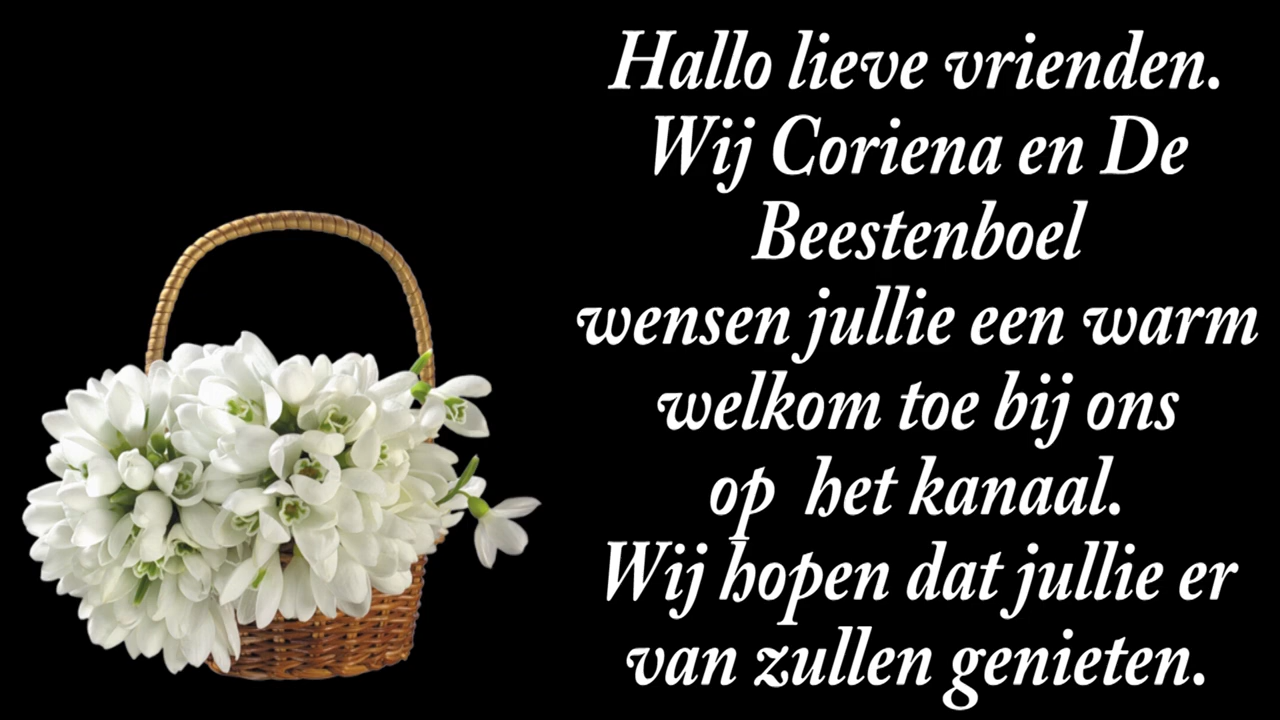 Hallo lieve vrienden.
Wij Coriena en De
Beestenboel
wensen jullie een warm
welkom toe bij ons
op het kanaal.
Wij hopen dat jullie er
van zullen genieten.